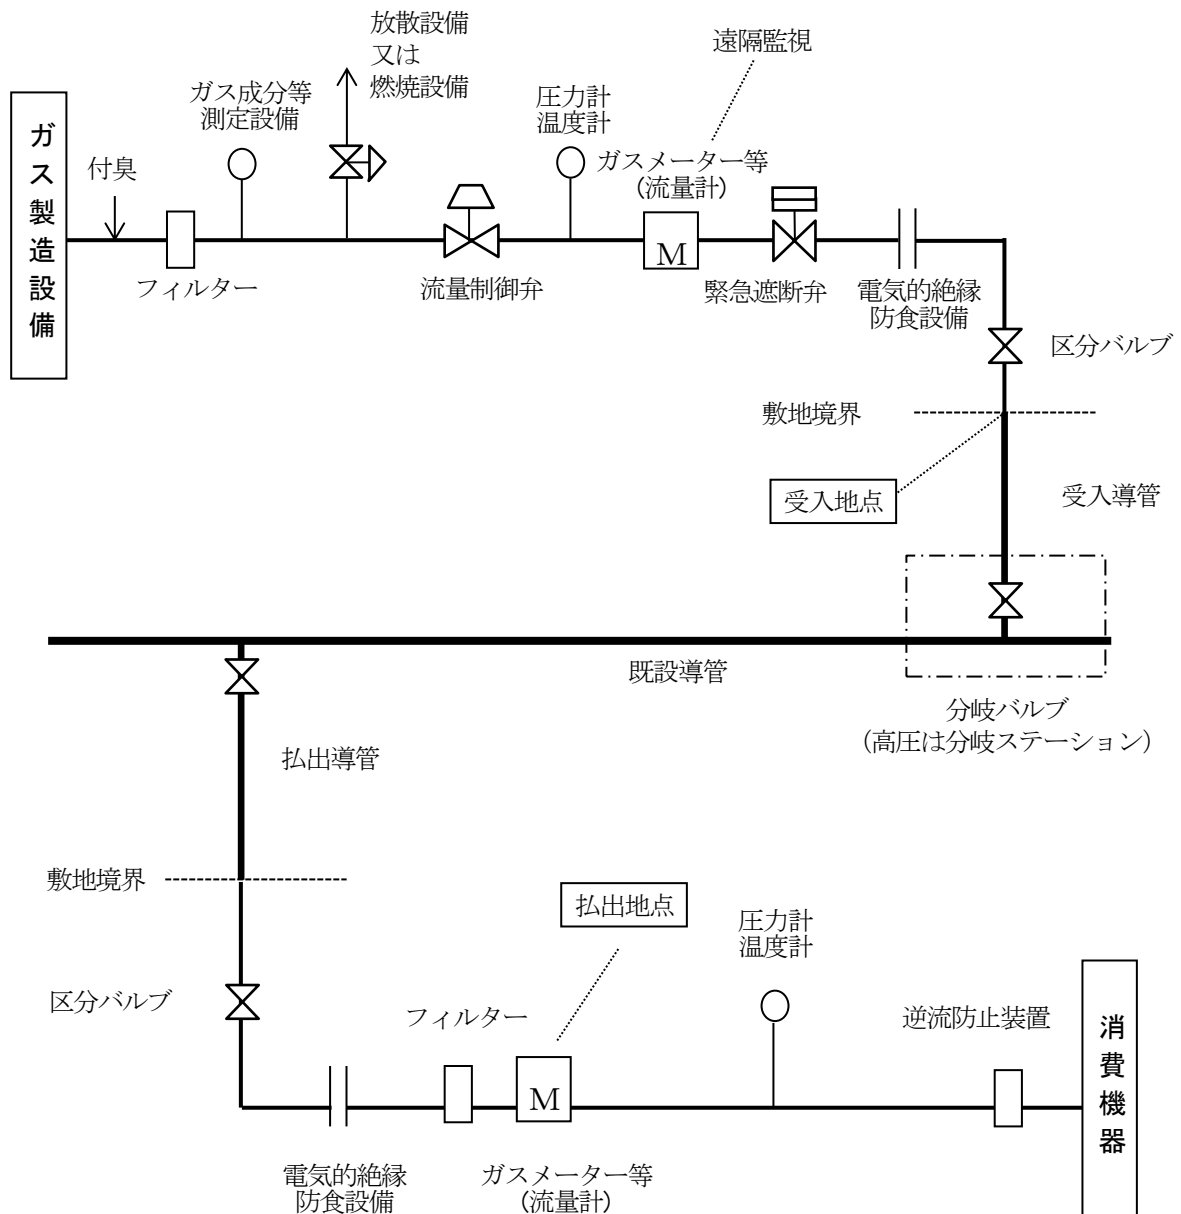 放散設備
又は
燃焼設備
遠隔監視
ガス成分等
測定設備
圧力計
温度計
ガス製造設備
付臭
ガスメーター等
(流量計)
M
フィルター
流量制御弁
緊急遮断弁
電気的絶縁
防食設備
区分バルブ
敷地境界
受入地点
受入導管
既設導管
分岐バルブ
(高圧は分岐ステーション)
払出導管
敷地境界
払出地点
圧力計
温度計
区分バルブ
フィルター
逆流防止装置
消費機器
M
電気的絶縁
防食設備
ガスメーター等
(流量計)